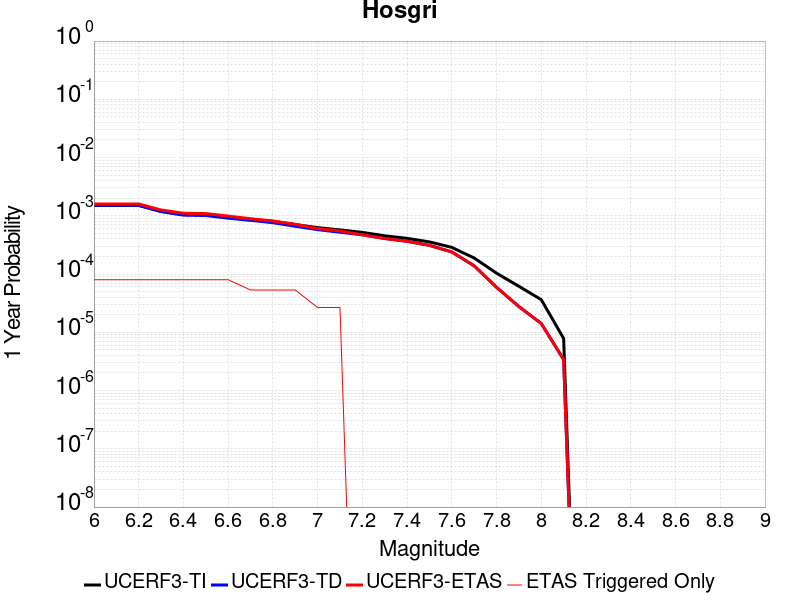 Hosgri
10^0
10^-1
10^-2
10^-3
10^-4
10^-5
10^-6
10^-7
10^-8
1 Year Probability
6 6.2 6.4 6.6 6.8 7 7.2 7.4 7.6 7.8 8 8.2 8.4 8.6 8.8 9
Magnitude
UCERF3-TI UCERF3-TD UCERF3-ETAS ETAS Triggered Only